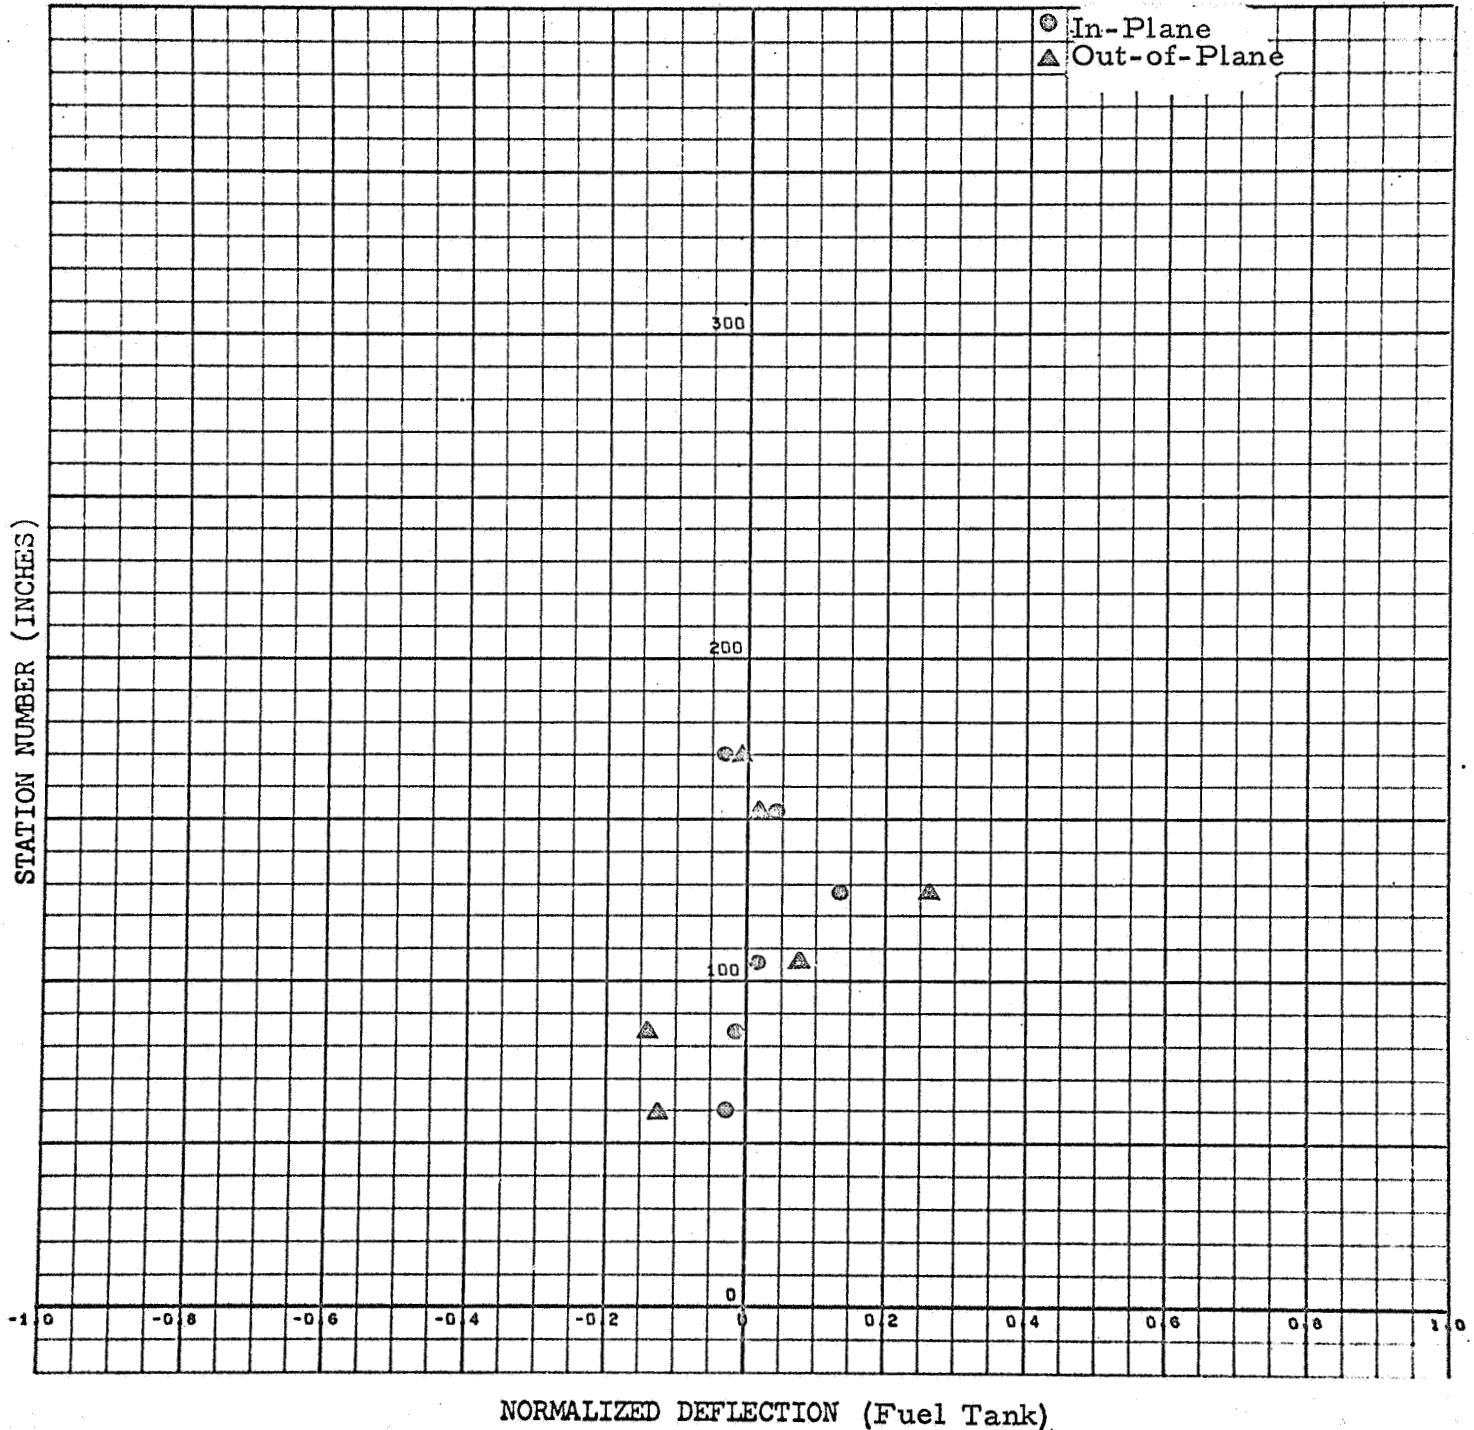 In-Plane
Out-of-Plane
300
200
100
0
-1.0 -0.8 -0.6 -0.4 -0.2 0 0.2 0.4 0.6 0.8 1.0
STATION NUMBER (INCHES)
NORMALIZED DEFLECTION (Fuel Tank)